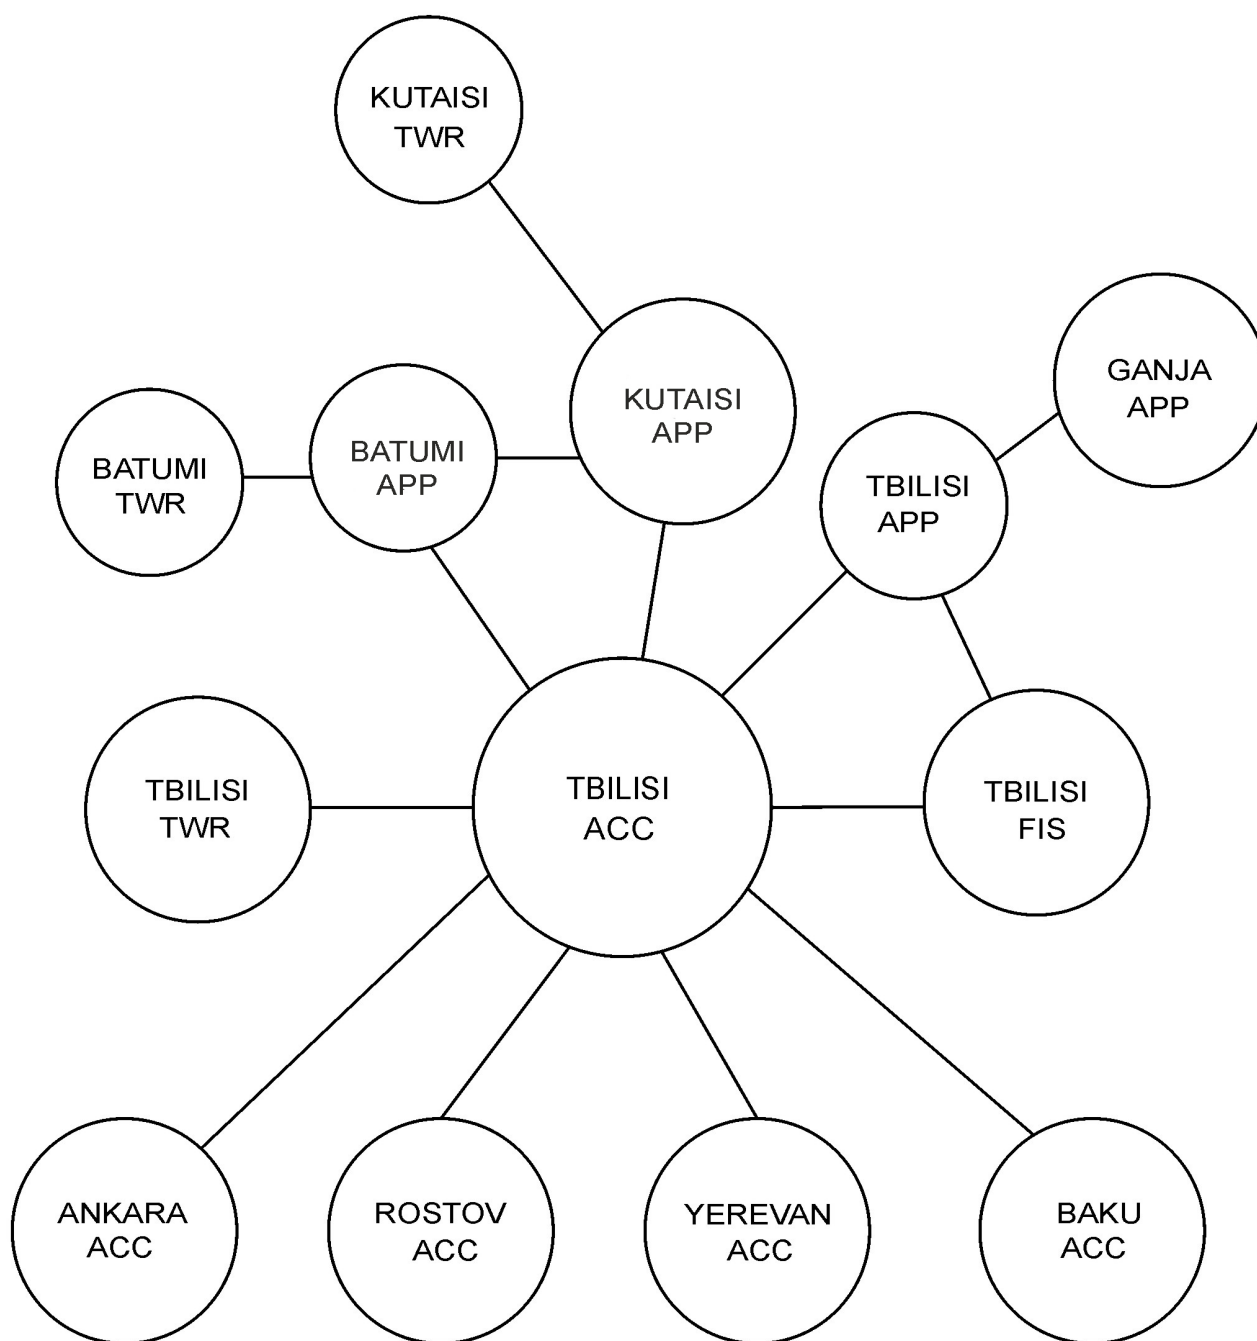 KUTAISI
TWR
GANJA
APP
KUTAISI
APP
BATUMI
APP
BATUMI
TWR
TBILISI
APP
TBILISI
TWR
TBILISI
ACC
TBILISI
FIS
ANKARA
ACC
ROSTOV
ACC
YEREVAN
ACC
BAKU
ACC